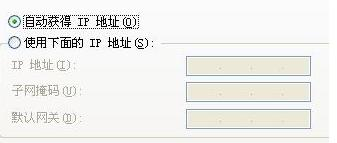 自动获得 IP 地址(O)
使用下面的 IP 地址(S):
IP 地址(I):
子网掩码(U):
默认网关(D):